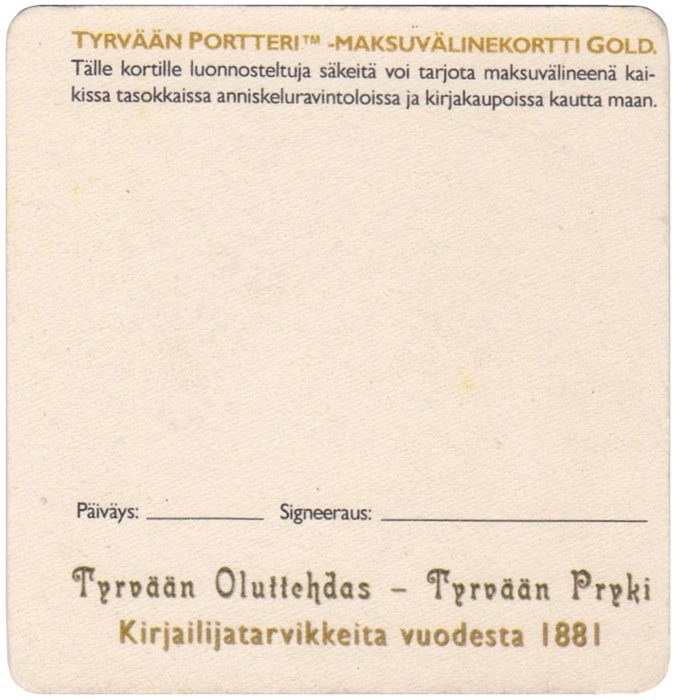 TYRVÄÄN PORTTERI™ -MAKSUVÄLINEKORTTI GOLD.
Tälle kortille luonnosteltuja säkeitä voi tarjota maksuvälineenä kai-
kissa tasokkaissa anniskeluravintoloissa ja kirjakaupoissa kautta maan.
Päiväys: __________ Signeeraus: ______________________
Tyrvään Oluttehdas – Tyrvään Pryki
Kirjailijatarvikkeita vuodesta 1881